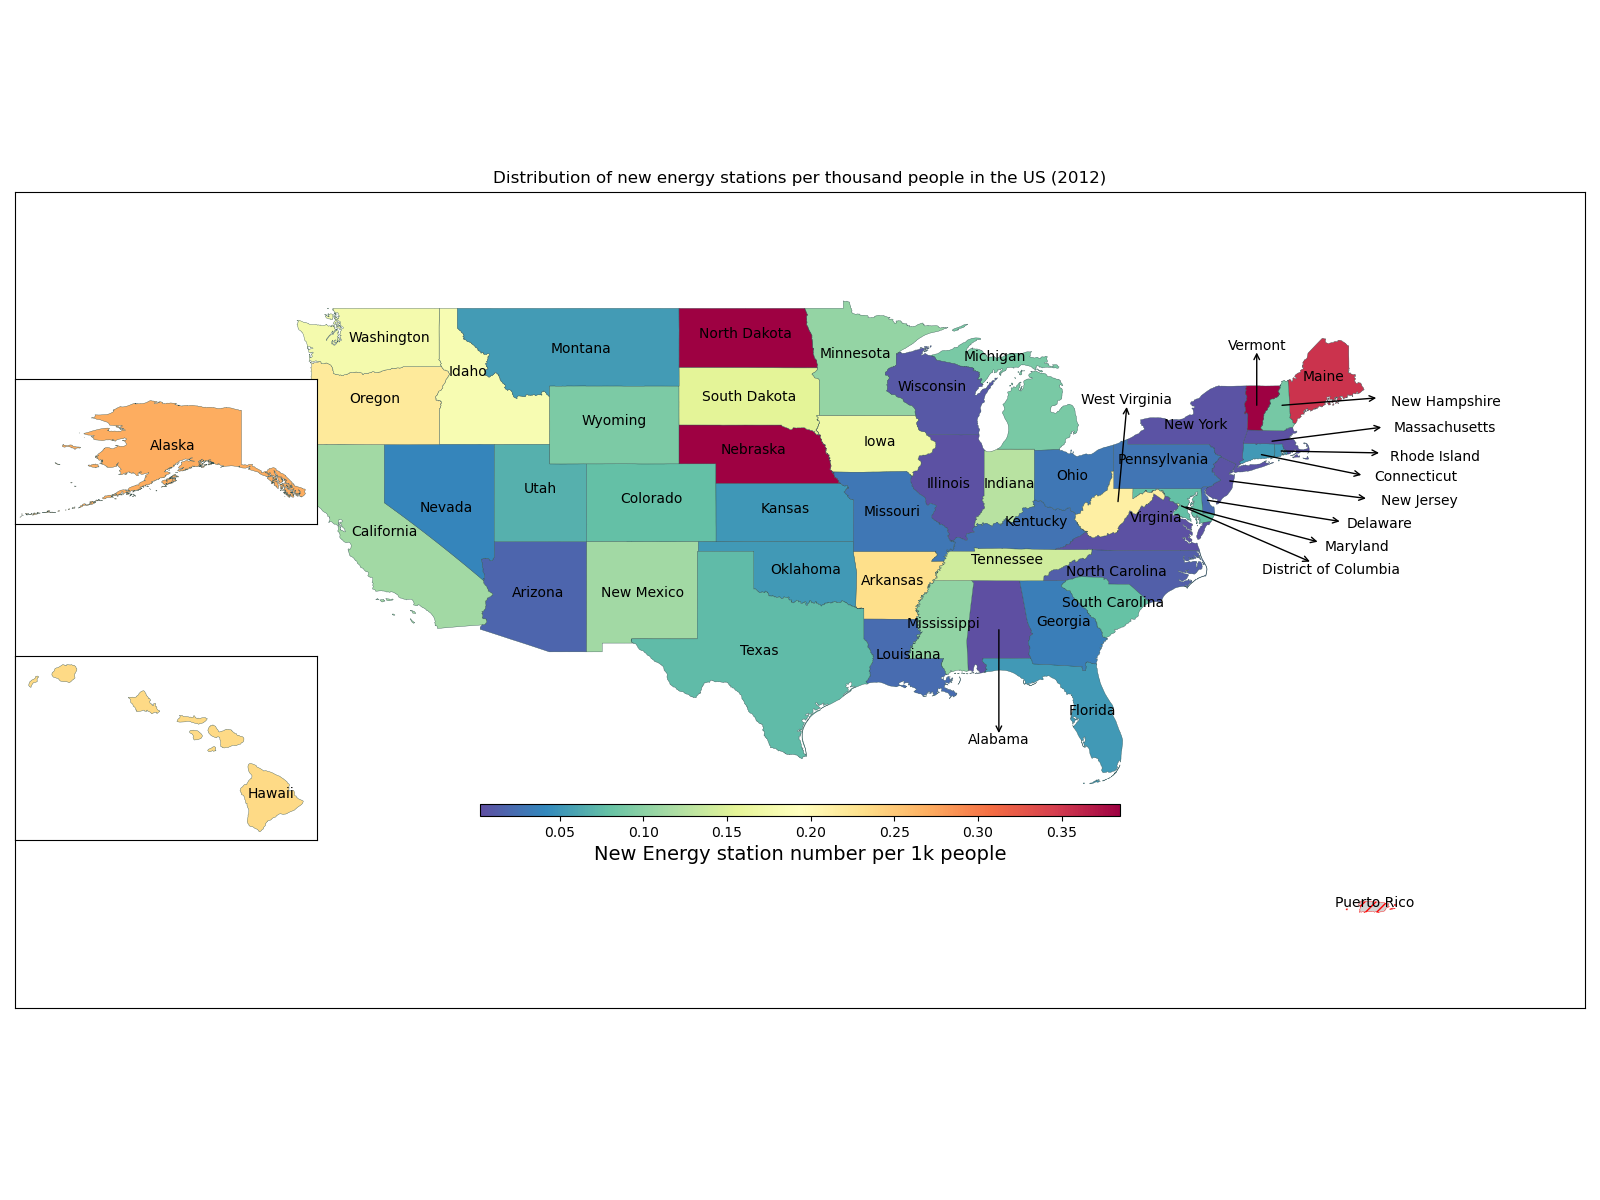 Distribution of new energy stations per thousand people in the US (2012)
Washington
Montana
North Dakota
Minnesota
Michigan
Vermont
Maine
Idaho
Oregon
South Dakota
Wisconsin
West Virginia
New Hampshire
Wyoming
New York
Massachusetts
Alaska
Nebraska
Iowa
Pennsylvania
Rhode Island
Ohio
Connecticut
Utah
Colorado
Illinois
Indiana
Nevada
Kansas
Missouri
New Jersey
Kentucky
Virginia
Delaware
California
Maryland
Tennessee
Oklahoma
North Carolina
District of Columbia
Arkansas
Arizona
New Mexico
South Carolina
Mississippi
Georgia
Texas
Louisiana
Florida
Alabama
Hawaii
0.05 0.10 0.15 0.20 0.25 0.30 0.35
New Energy station number per 1k people
Puerto Rico